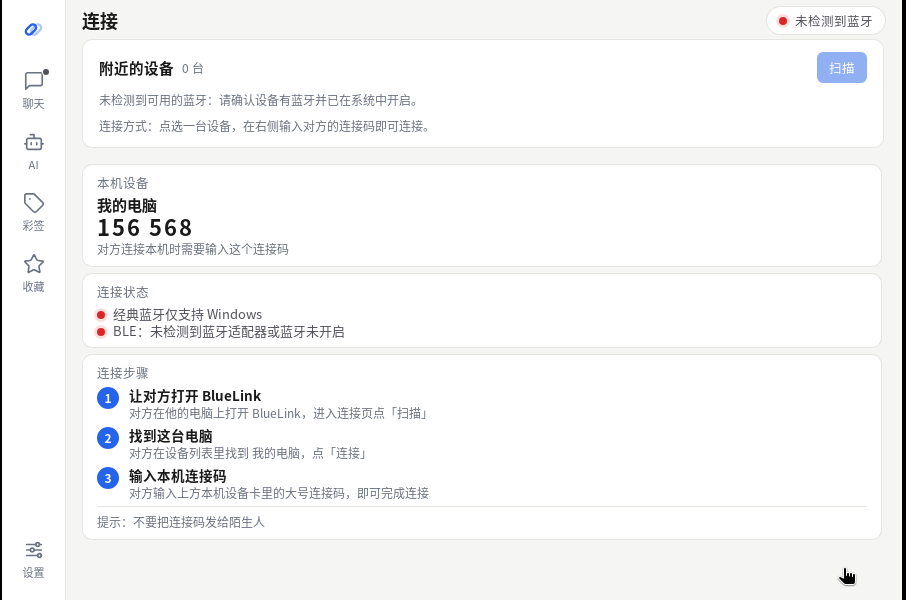 连接
未检测到蓝牙
聊天
AI
彩签
收藏
设置
附近的设备 0 台
扫描
未检测到可用的蓝牙：请确认设备有蓝牙并已在系统中开启。
连接方式：点选一台设备，在右侧输入对方的连接码即可连接。
本机设备
我的电脑
156 568
对方连接本机时需要输入这个连接码
连接状态
经典蓝牙仅支持 Windows
BLE：未检测到蓝牙适配器或蓝牙未开启
连接步骤
1 让对方打开 BlueLink
对方在他的电脑上打开 BlueLink，进入连接页点「扫描」
2 找到这台电脑
对方在设备列表里找到 我的电脑，点「连接」
3 输入本机连接码
对方输入上方本机设备卡里的大号连接码，即可完成连接
提示：不要把连接码发给陌生人